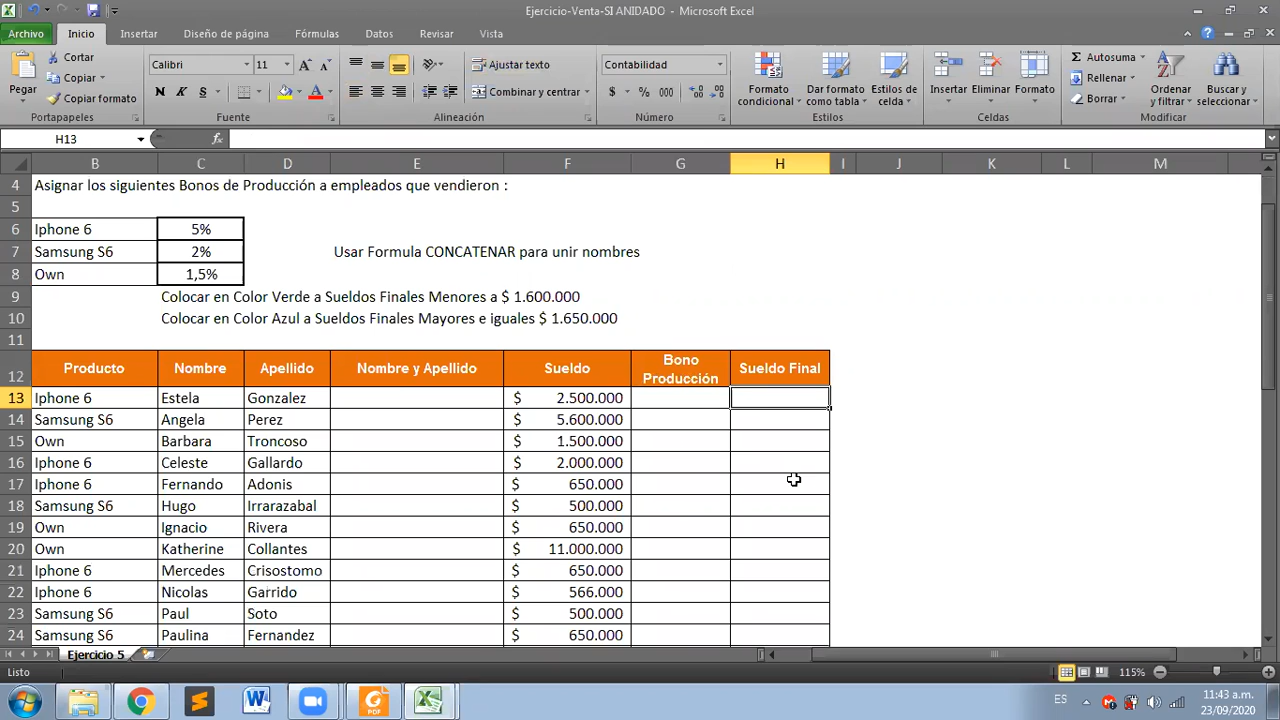 Ejercicio-Venta-SI ANIDADO - Microsoft Excel
Archivo Inicio Insertar Diseño de página Fórmulas Datos Revisar Vista
Pegar
Cortar
Copiar
Copiar formato
Portapapeles
Calibri 11
N K S
Fuente
Ajustar texto
Combinar y centrar
Alineación
Contabilidad
$ % 000
Número
Formato condicional
Dar formato como tabla
Estilos de celda
Estilos
Insertar Eliminar Formato
Celdas
Autosuma
Rellenar
Borrar
Ordenar y filtrar
Buscar y seleccionar
Modificar
H13 fx
B C D E F G H I J K L M
4 Asignar los siguientes Bonos de Producción a empleados que vendieron :
5
6 Iphone 6 5%
7 Samsung S6 2% Usar Formula CONCATENAR para unir nombres
8 Own 1,5%
9 Colocar en Color Verde a Sueldos Finales Menores a $ 1.600.000
10 Colocar en Color Azul a Sueldos Finales Mayores e iguales $ 1.650.000
11
12 Producto Nombre Apellido Nombre y Apellido Sueldo Bono Producción Sueldo Final
13 Iphone 6 Estela Gonzalez $ 2.500.000
14 Samsung S6 Angela Perez $ 5.600.000
15 Own Barbara Troncoso $ 1.500.000
16 Iphone 6 Celeste Gallardo $ 2.000.000
17 Iphone 6 Fernando Adonis $ 650.000
18 Samsung S6 Hugo Irrarazabal $ 500.000
19 Own Ignacio Rivera $ 650.000
20 Own Katherine Collantes $ 11.000.000
21 Iphone 6 Mercedes Crisostomo $ 650.000
22 Iphone 6 Nicolas Garrido $ 566.000
23 Samsung S6 Paul Soto $ 500.000
24 Samsung S6 Paulina Fernandez $ 650.000
Ejercicio 5
Listo 115%
ES 11:43 a.m.
23/09/2020